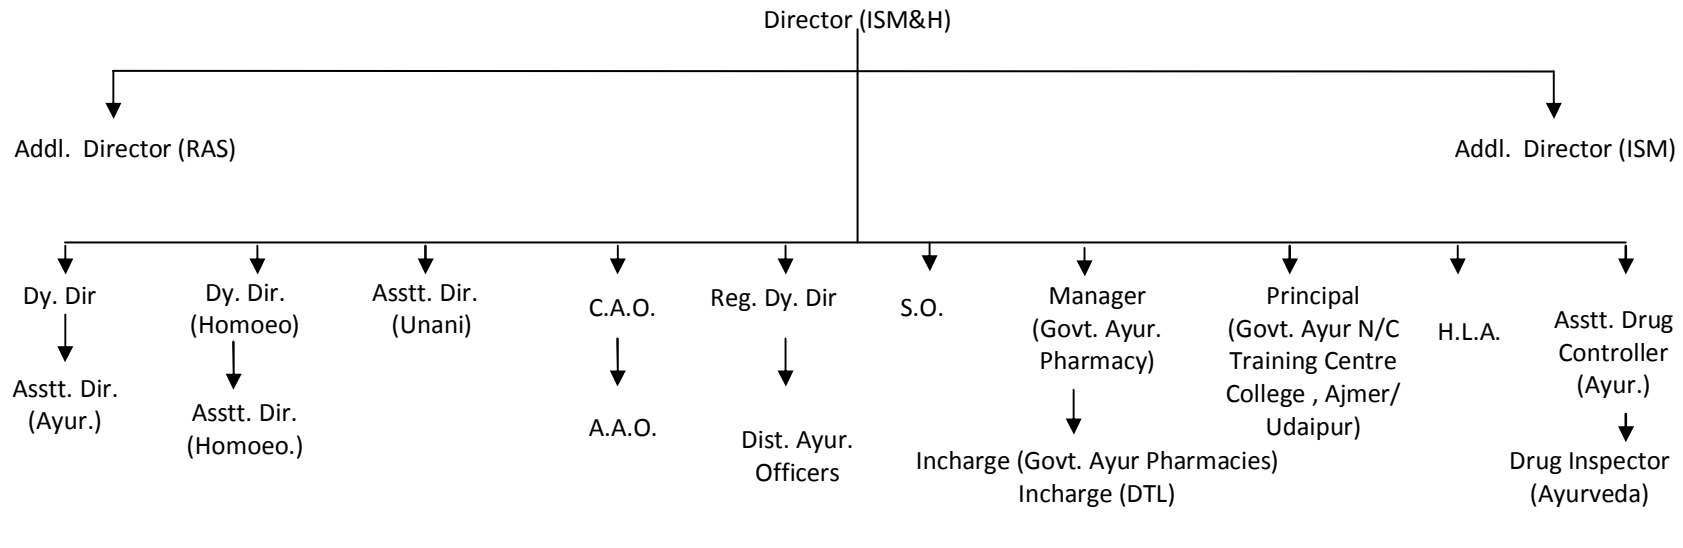 Director (ISM&H)
Addl. Director (RAS)
Addl. Director (ISM)
Dy. Dir
Asstt. Dir.
(Ayur.)
Dy. Dir.
(Homoeo)
Asstt. Dir.
(Homoeo.)
Asstt. Dir.
(Unani)
C.A.O.
A.A.O.
Reg. Dy. Dir
Dist. Ayur.
Officers
S.O.
Manager
(Govt. Ayur.
Pharmacy)
Incharge (Govt. Ayur Pharmacies)
Incharge (DTL)
Principal
(Govt. Ayur N/C
Training Centre
College , Ajmer/
Udaipur)
H.L.A.
Asstt. Drug
Controller
(Ayur.)
Drug Inspector
(Ayurveda)